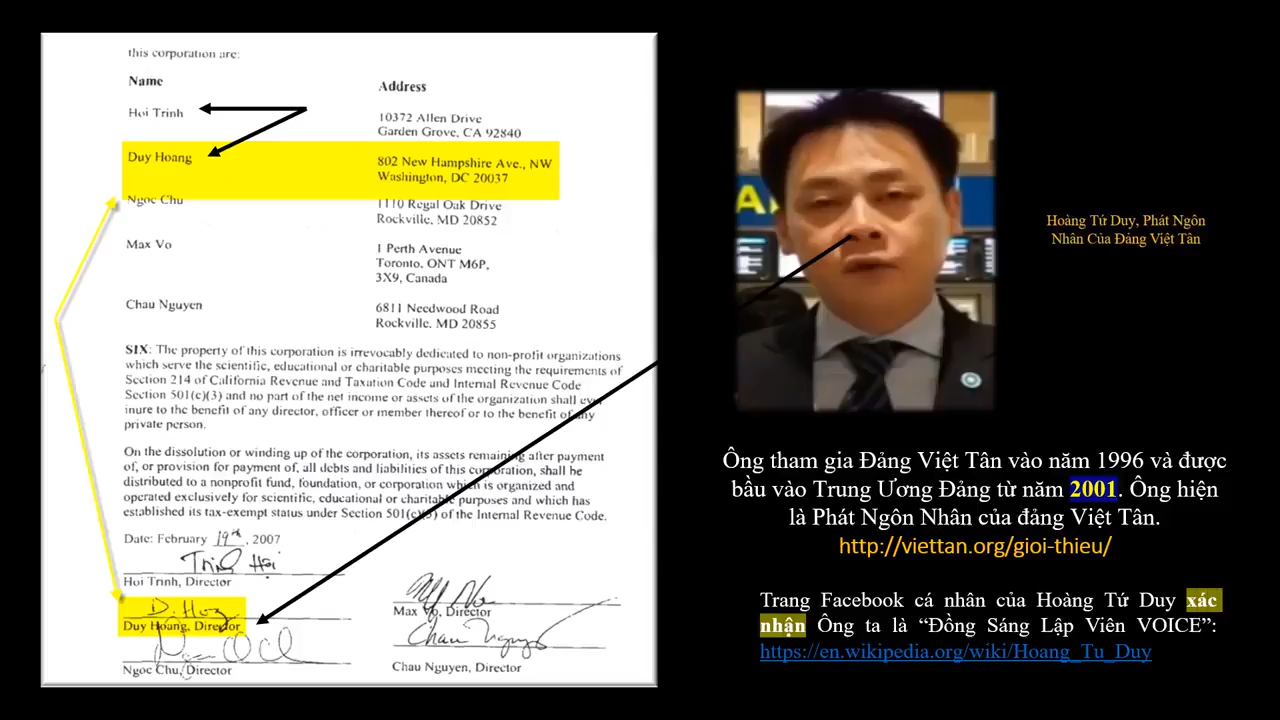 this corporation are:
Name
Address
Hoi Trinh
10372 Allen Drive
Garden Grove, CA 92840
Duy Hoang
802 New Hampshire Ave., NW
Washington, DC 20037
Ngoc Chu
1110 Regal Oak Drive
Rockville, MD 20852
Max Vo
1 Perth Avenue
Toronto, ONT M6P,
3X9, Canada
Chau Nguyen
6811 Needwood Road
Rockville, MD 20855
SIX: The property of this corporation is irrevocably dedicated to non-profit organizations
which serve the scientific, educational or charitable purposes meeting the requirements of
Section 214 of California Revenue and Taxation Code and Internal Revenue Code
Section 501(c)(3) and no part of the net income or assets of the organization shall ever
inure to the benefit of any director, officer or member thereof or to the benefit of any
private person.
On the dissolution or winding up of the corporation, its assets remaining after payment
of, or provision for payment of, all debts and liabilities of this corporation, shall be
distributed to a nonprofit fund, foundation, or corporation which is organized and
operated exclusively for scientific, educational or charitable purposes and which has
established its tax-exempt status under Section 501(c)(3) of the Internal Revenue Code.
Date: February 19th, 2007
Trinh Hội
Hoi Trinh, Director
D. Hog
Duy Hoang, Director
Ngoc Chu, Director
Max Vo, Director
Chau Nguyen
Chau Nguyen, Director
Hoàng Tứ Duy, Phát Ngôn
Nhân Của Đảng Việt Tân
Ông tham gia Đảng Việt Tân vào năm 1996 và được
bầu vào Trung Ương Đảng từ năm 2001. Ông hiện
là Phát Ngôn Nhân của đảng Việt Tân.
http://viettan.org/gioi-thieu/
Trang Facebook cá nhân của Hoàng Tứ Duy xác
nhận Ông ta là “Đồng Sáng Lập Viên VOICE”:
https://en.wikipedia.org/wiki/Hoang_Tu_Duy